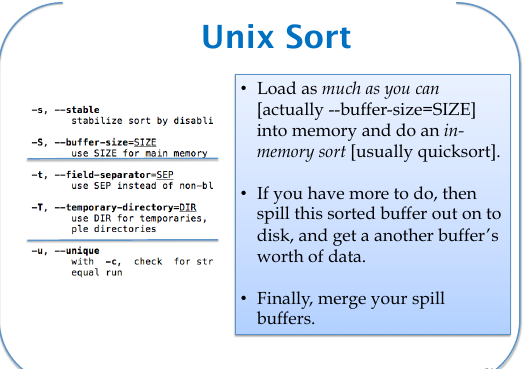 Unix Sort
-s, --stable
stabilize sort by disabli
-S, --buffer-size=SIZE
use SIZE for main memory
-t, --field-separator=SEP
use SEP instead of non-bl
-T, --temporary-directory=DIR
use DIR for temporaries,
ple directories
-u, --unique
with -c, check for str
equal run
• Load as much as you can
[actually --buffer-size=SIZE]
into memory and do an in-
memory sort [usually quicksort].
• If you have more to do, then
spill this sorted buffer out on to
disk, and get a another buffer’s
worth of data.
• Finally, merge your spill
buffers.